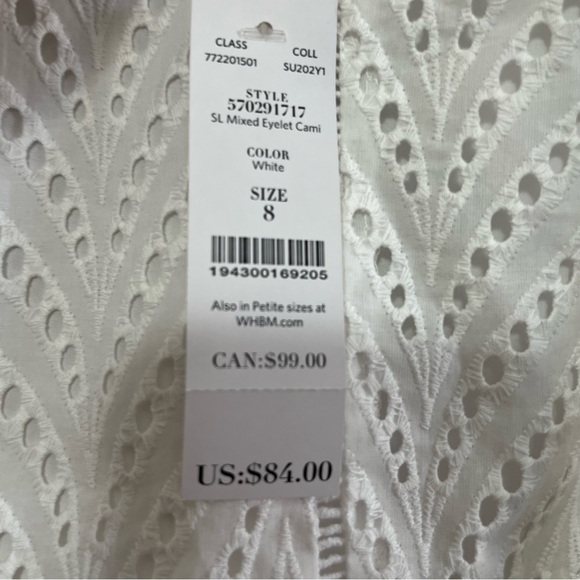 CLASS COLL
772201501 SU202Y1
STYLE
570291717
SL Mixed Eyelet Cami
COLOR
White
SIZE
8
194300169205
Also in Petite sizes at
WHBM.com
CAN:$99.00
US:$84.00